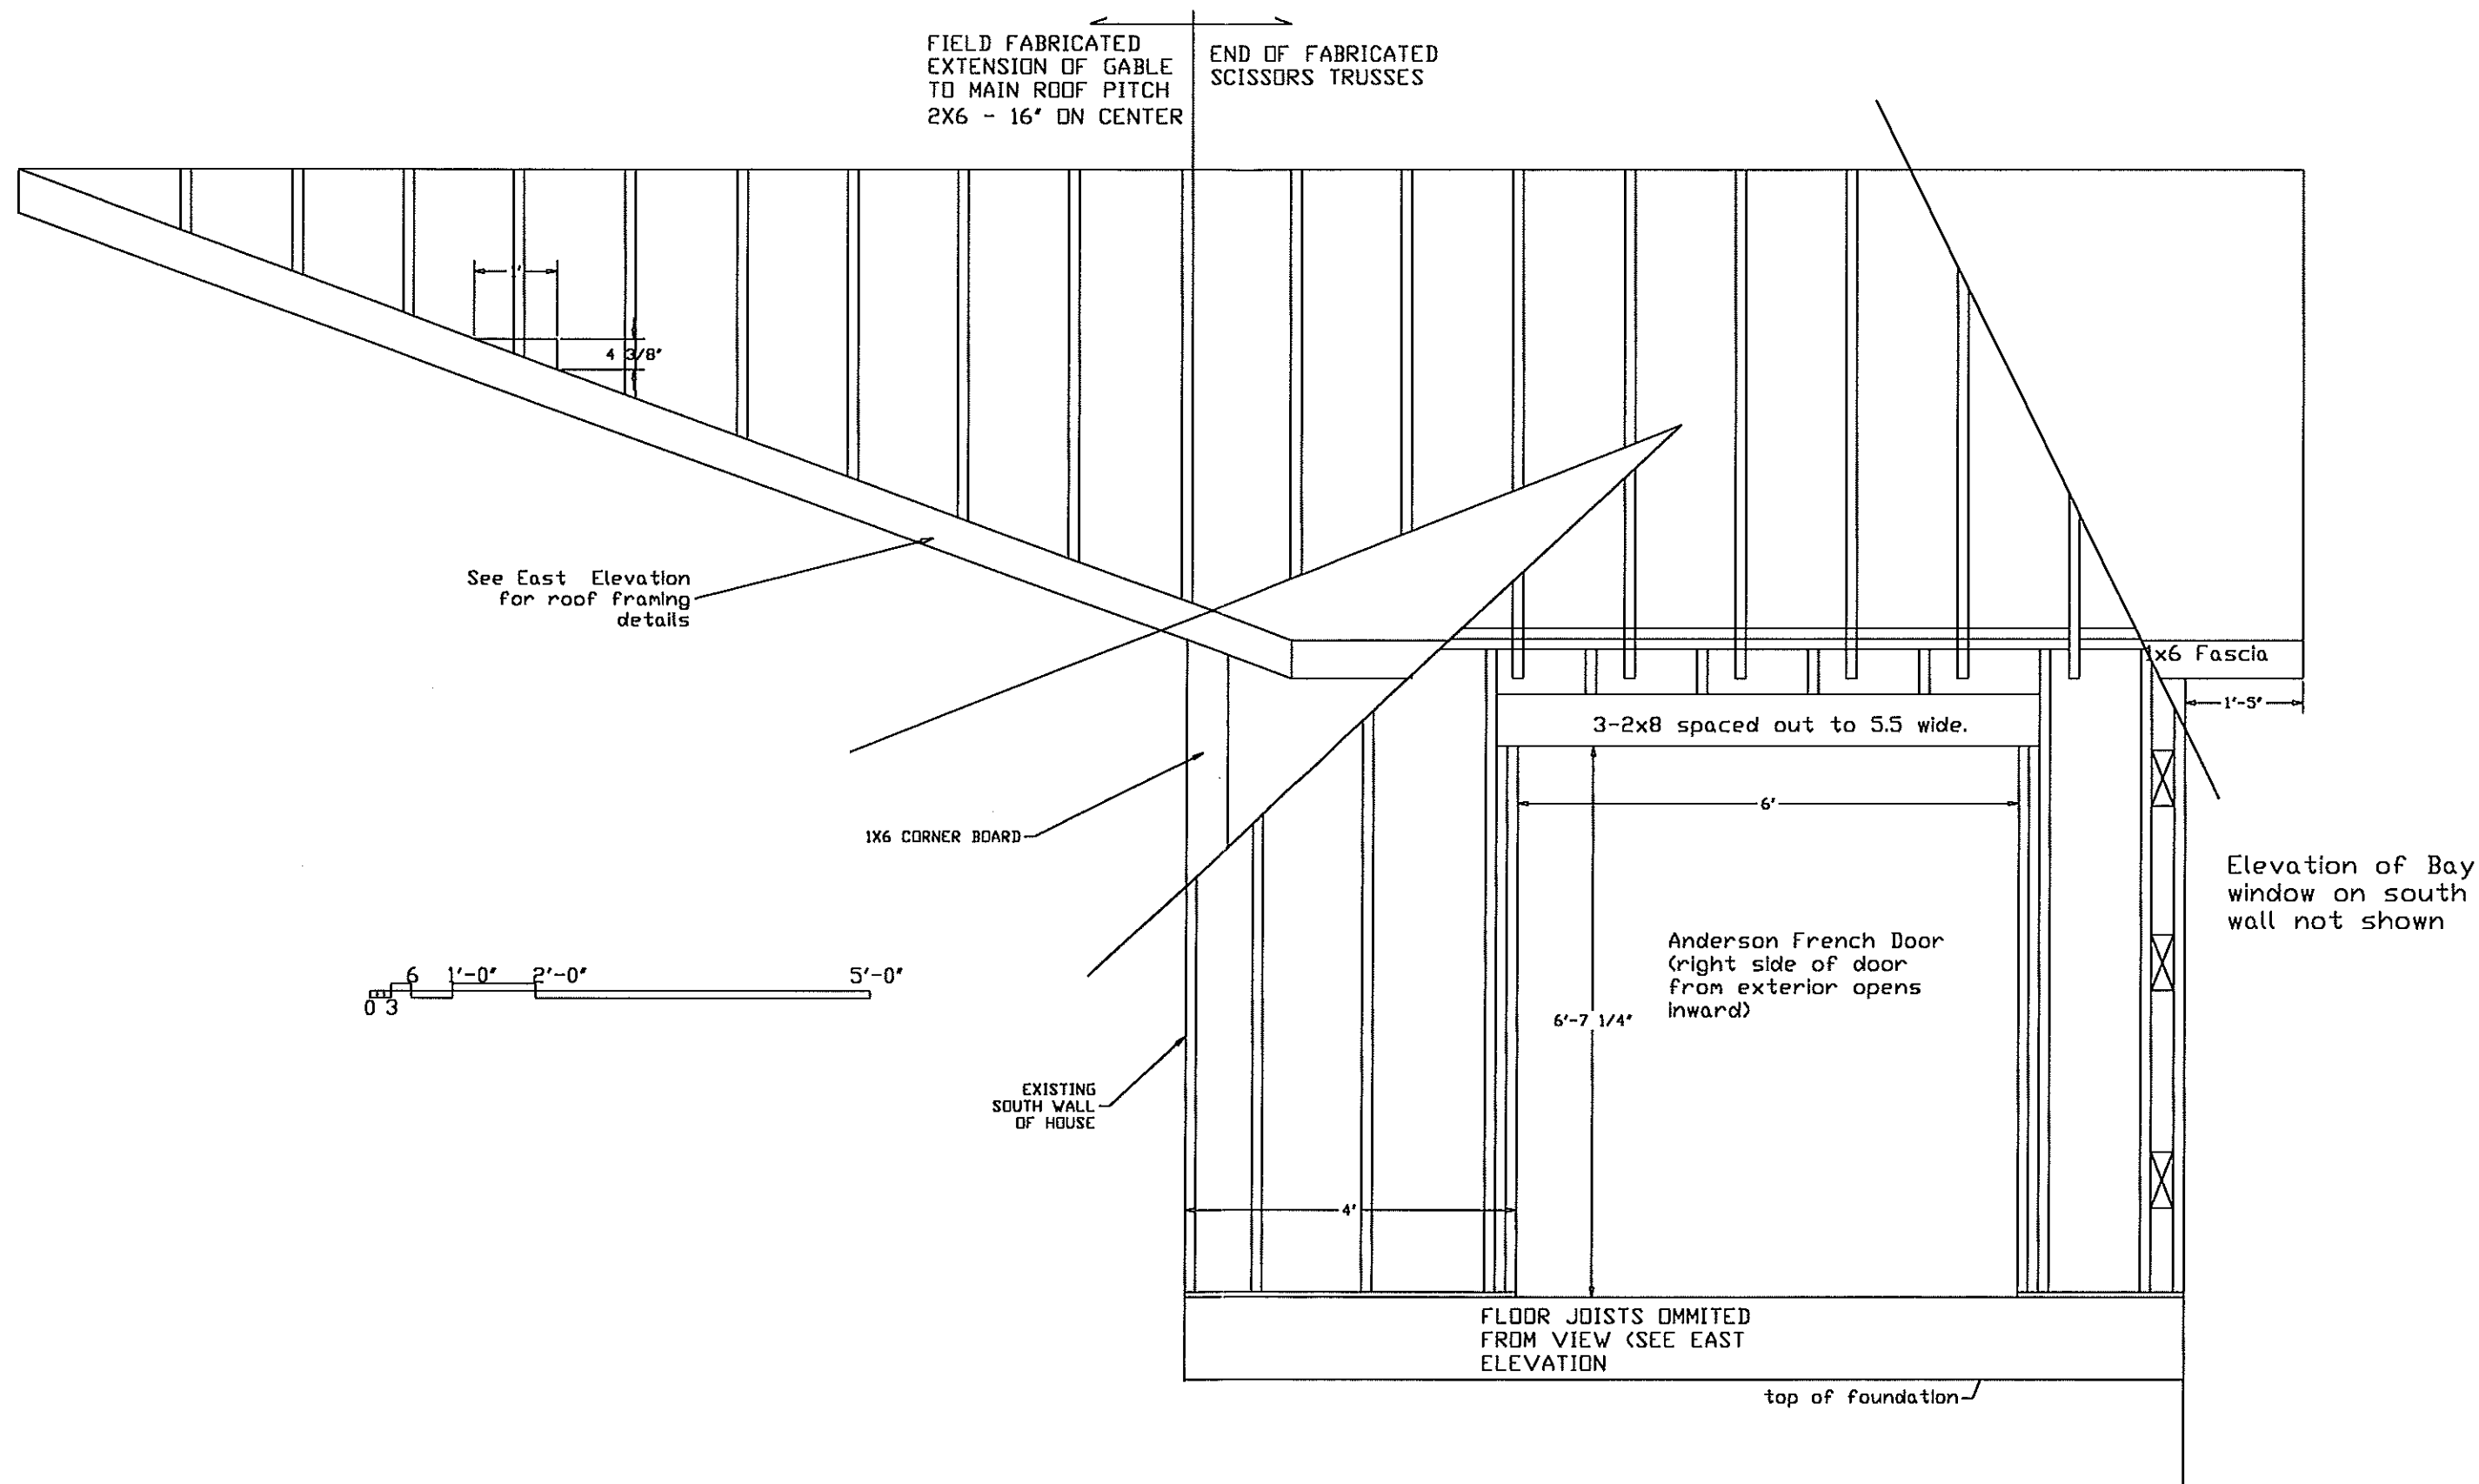 FIELD FABRICATED
EXTENSION OF GABLE
TO MAIN ROOF PITCH
2X6 - 16" ON CENTER
END OF FABRICATED
SCISSORS TRUSSES
1'
4 3/8"
See East Elevation
for roof framing
details
1x6 Fascia
1'-5"
3-2x8 spaced out to 5.5 wide.
6'
1X6 CORNER BOARD
Elevation of Bay
window on south
wall not shown
Anderson French Door
(right side of door
from exterior opens
inward)
6 1'-0" 2'-0" 5'-0"
0 3
6'-7 1/4"
EXISTING
SOUTH WALL
OF HOUSE
4'
FLOOR JOISTS OMMITED
FROM VIEW (SEE EAST
ELEVATION
top of foundation